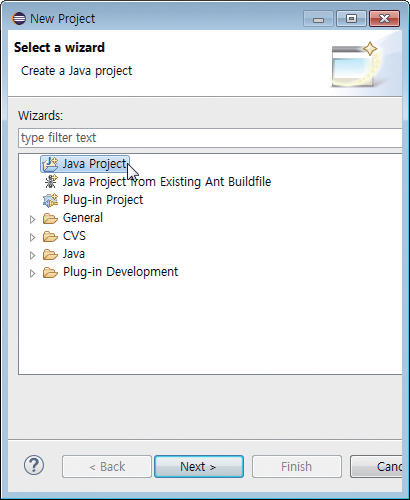 New Project
Select a wizard
Create a Java project
Wizards:
type filter text
Java Project
Java Project from Existing Ant Buildfile
Plug-in Project
General
CVS
Java
Plug-in Development
?
< Back
Next >
Finish
Canc